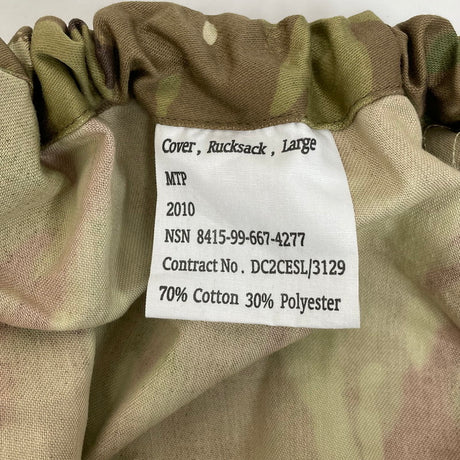 Cover, Rucksack, Large
MTP
2010
NSN 8415-99-667-4277
Contract No. DC2CESL/3129
70% Cotton 30% Polyester